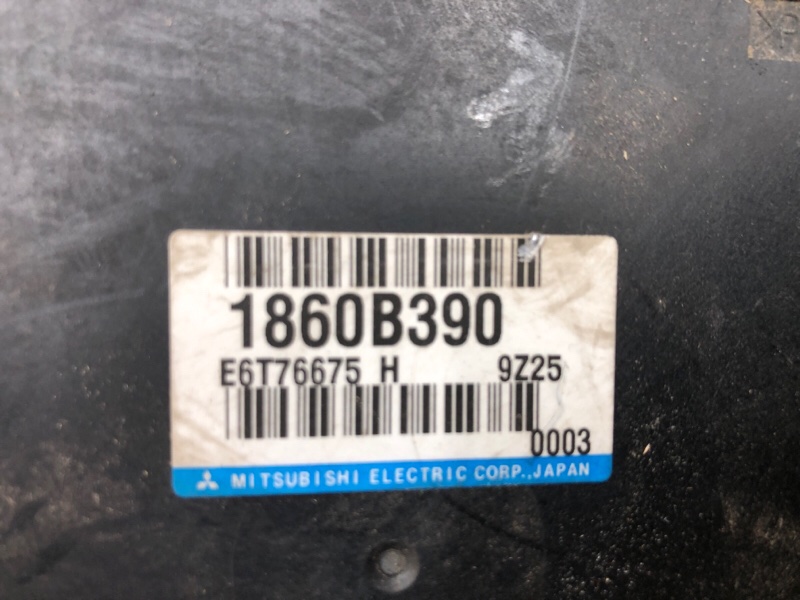 1860B390
E6T76675 H 9Z25
0003
MITSUBISHI ELECTRIC CORP.,JAPAN